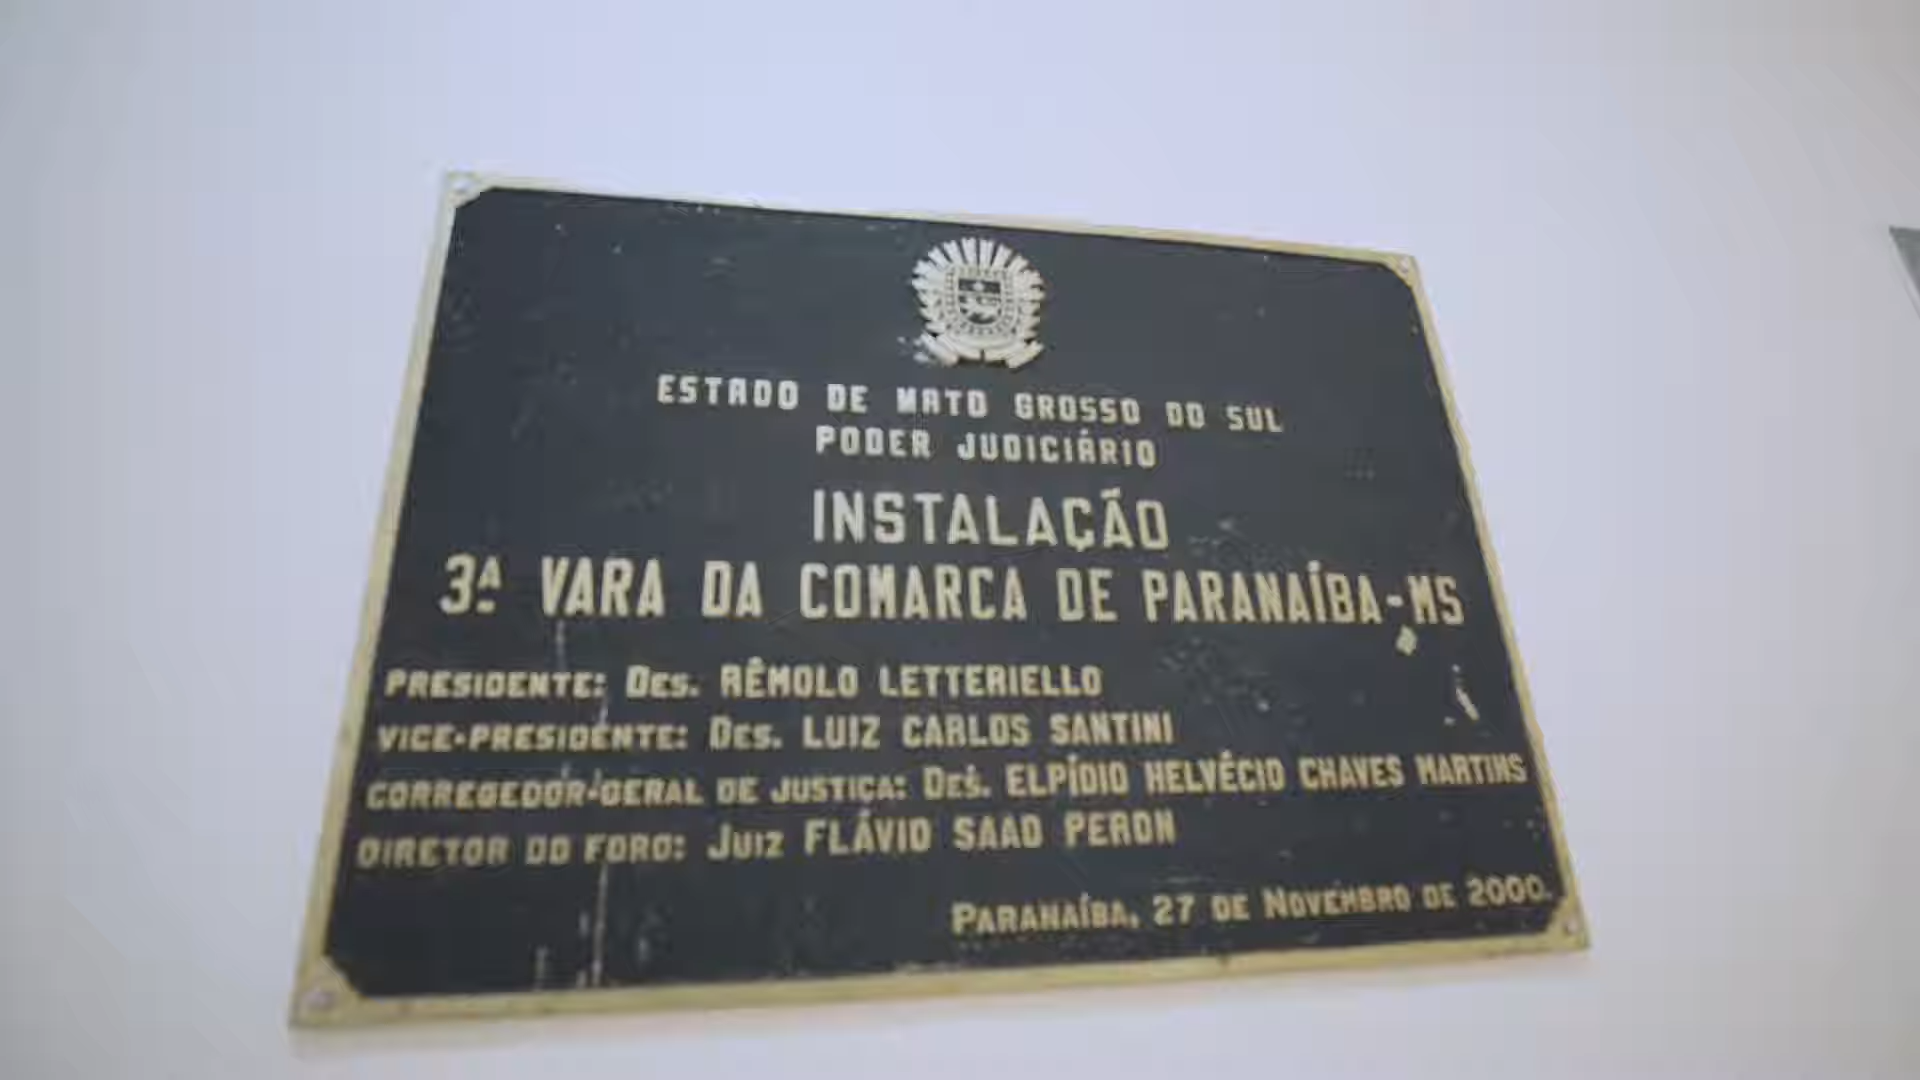 ESTADO DE MATO GROSSO DO SUL
PODER JUDICIÁRIO
INSTALAÇÃO
3ª VARA DA COMARCA DE PARANAÍBA-MS
PRESIDENTE: DES. RÊMOLO LETTERIELLO
VICE-PRESIDENTE: DES. LUIZ CARLOS SANTINI
CORREGEDOR-GERAL DE JUSTIÇA: DES. ELPÍDIO HELVÉCIO CHAVES MARTINS
DIRETOR DO FORO: JUIZ FLÁVIO SAAD PERON
PARANAÍBA, 27 DE NOVEMBRO DE 2000.